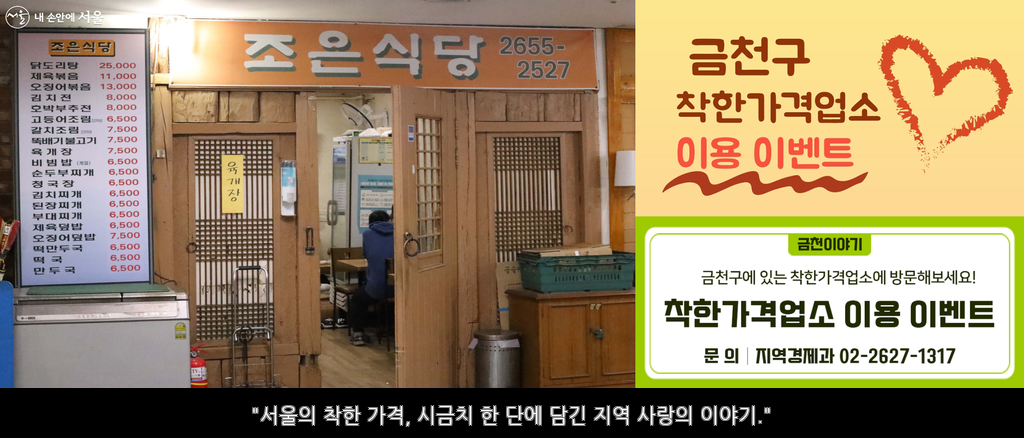 내 손안에 서울
조은식당
닭도리탕 25,000
제육볶음 11,000
오징어볶음 13,000
김치전 8,000
호박부추전 8,000
고등어조림 6,500
갈치조림 7,500
뚝배기불고기 7,500
육개장 7,500
비빔밥 6,500
순두부찌개 6,500
청국장 6,500
김치찌개 6,500
된장찌개 6,500
부대찌개 6,500
제육덮밥 6,500
오징어덮밥 7,500
떡만두국 6,500
떡국 6,500
만두국 6,500
조은식당 2655-
2527
육개장
금천구
착한가격업소
이용 이벤트
금천이야기
금천구에 있는 착한가격업소에 방문해보세요!
착한가격업소 이용 이벤트
문 의 | 지역경제과 02-2627-1317
"서울의 착한 가격, 시금치 한 단에 담긴 지역 사랑의 이야기."